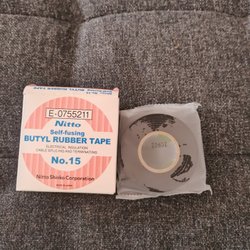 E-0755211
Nitto
Self-fusing
BUTYL RUBBER TAPE
ELECTRICAL INSULATION
CABLE SPLICING AND TERMINATING
No.15
Nitto Shinko Corporation